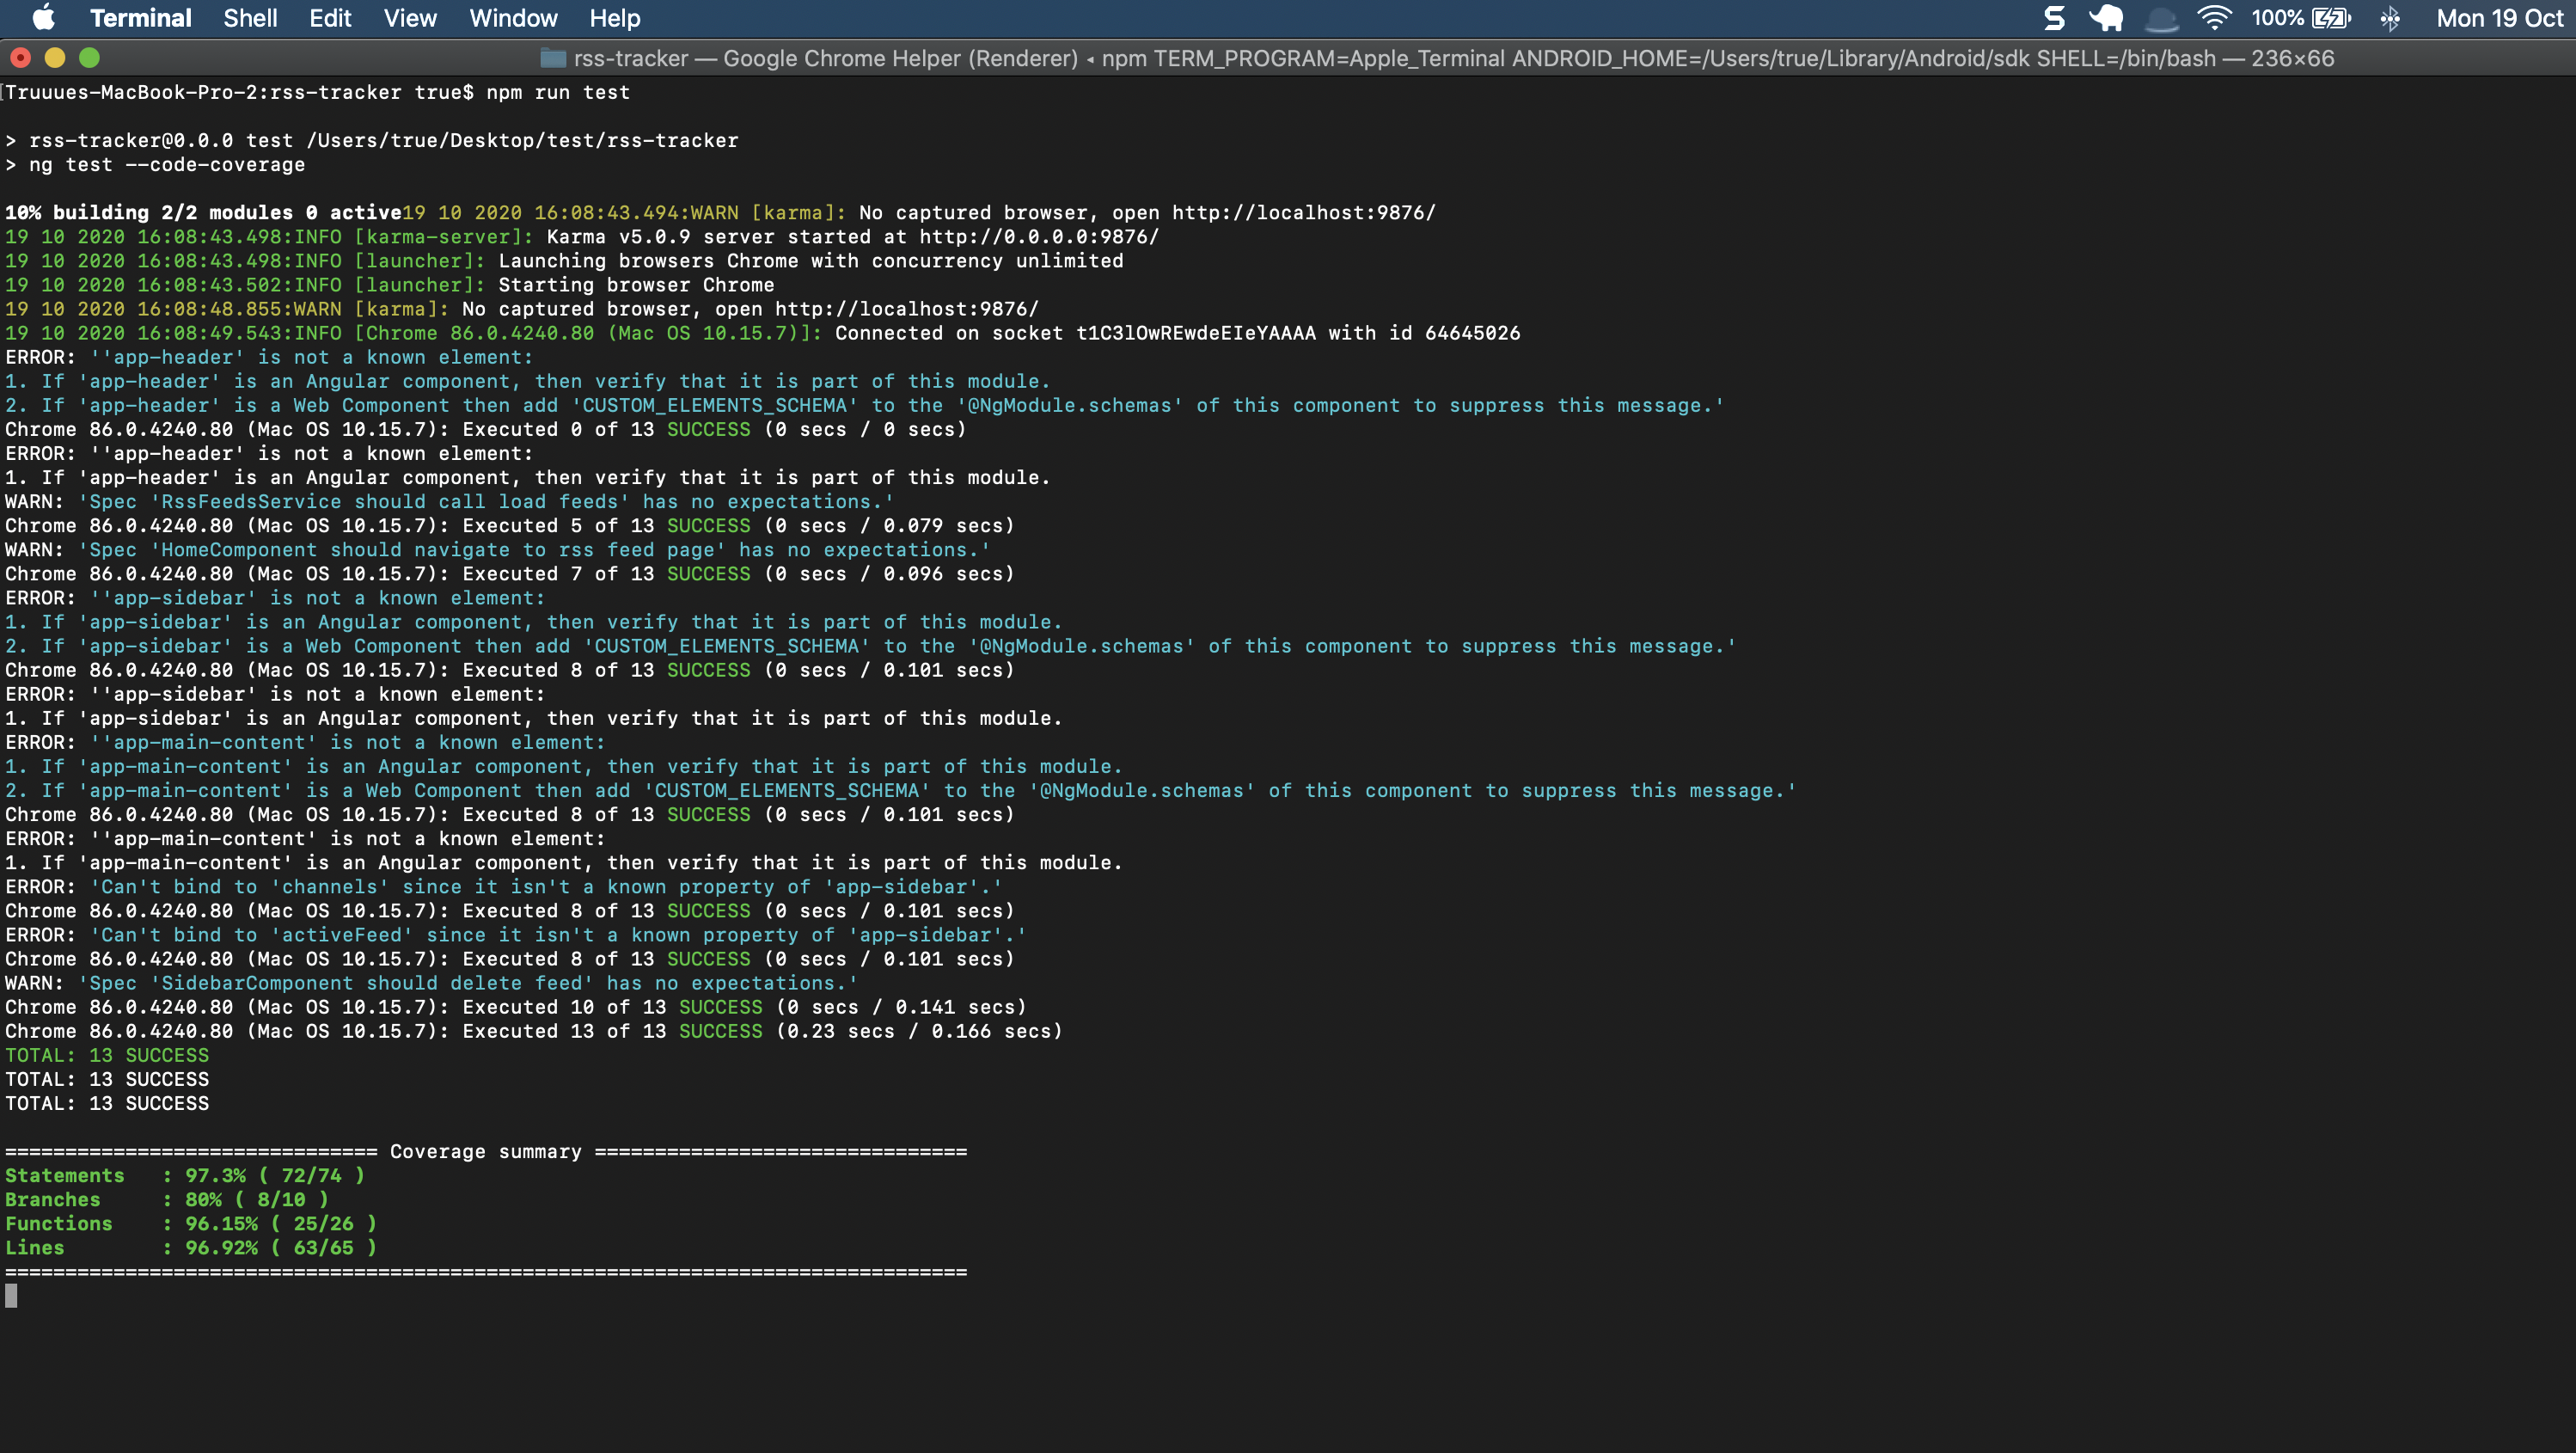 Terminal Shell Edit View Window Help 100% Mon 19 Oct
rss-tracker — Google Chrome Helper (Renderer) ◂ npm TERM_PROGRAM=Apple_Terminal ANDROID_HOME=/Users/true/Library/Android/sdk SHELL=/bin/bash — 236×66
[Truuues-MacBook-Pro-2:rss-tracker true$ npm run test
> rss-tracker@0.0.0 test /Users/true/Desktop/test/rss-tracker
> ng test --code-coverage
10% building 2/2 modules 0 active19 10 2020 16:08:43.494:WARN [karma]: No captured browser, open http://localhost:9876/
19 10 2020 16:08:43.498:INFO [karma-server]: Karma v5.0.9 server started at http://0.0.0.0:9876/
19 10 2020 16:08:43.498:INFO [launcher]: Launching browsers Chrome with concurrency unlimited
19 10 2020 16:08:43.502:INFO [launcher]: Starting browser Chrome
19 10 2020 16:08:48.855:WARN [karma]: No captured browser, open http://localhost:9876/
19 10 2020 16:08:49.543:INFO [Chrome 86.0.4240.80 (Mac OS 10.15.7)]: Connected on socket t1C3lOwREwdeEIeYAAAA with id 64645026
ERROR: ''app-header' is not a known element:
1. If 'app-header' is an Angular component, then verify that it is part of this module.
2. If 'app-header' is a Web Component then add 'CUSTOM_ELEMENTS_SCHEMA' to the '@NgModule.schemas' of this component to suppress this message.'
Chrome 86.0.4240.80 (Mac OS 10.15.7): Executed 0 of 13 SUCCESS (0 secs / 0 secs)
ERROR: ''app-header' is not a known element:
1. If 'app-header' is an Angular component, then verify that it is part of this module.
WARN: 'Spec 'RssFeedsService should call load feeds' has no expectations.'
Chrome 86.0.4240.80 (Mac OS 10.15.7): Executed 5 of 13 SUCCESS (0 secs / 0.079 secs)
WARN: 'Spec 'HomeComponent should navigate to rss feed page' has no expectations.'
Chrome 86.0.4240.80 (Mac OS 10.15.7): Executed 7 of 13 SUCCESS (0 secs / 0.096 secs)
ERROR: ''app-sidebar' is not a known element:
1. If 'app-sidebar' is an Angular component, then verify that it is part of this module.
2. If 'app-sidebar' is a Web Component then add 'CUSTOM_ELEMENTS_SCHEMA' to the '@NgModule.schemas' of this component to suppress this message.'
Chrome 86.0.4240.80 (Mac OS 10.15.7): Executed 8 of 13 SUCCESS (0 secs / 0.101 secs)
ERROR: ''app-sidebar' is not a known element:
1. If 'app-sidebar' is an Angular component, then verify that it is part of this module.
ERROR: ''app-main-content' is not a known element:
1. If 'app-main-content' is an Angular component, then verify that it is part of this module.
2. If 'app-main-content' is a Web Component then add 'CUSTOM_ELEMENTS_SCHEMA' to the '@NgModule.schemas' of this component to suppress this message.'
Chrome 86.0.4240.80 (Mac OS 10.15.7): Executed 8 of 13 SUCCESS (0 secs / 0.101 secs)
ERROR: ''app-main-content' is not a known element:
1. If 'app-main-content' is an Angular component, then verify that it is part of this module.
ERROR: 'Can't bind to 'channels' since it isn't a known property of 'app-sidebar'.'
Chrome 86.0.4240.80 (Mac OS 10.15.7): Executed 8 of 13 SUCCESS (0 secs / 0.101 secs)
ERROR: 'Can't bind to 'activeFeed' since it isn't a known property of 'app-sidebar'.'
Chrome 86.0.4240.80 (Mac OS 10.15.7): Executed 8 of 13 SUCCESS (0 secs / 0.101 secs)
WARN: 'Spec 'SidebarComponent should delete feed' has no expectations.'
Chrome 86.0.4240.80 (Mac OS 10.15.7): Executed 10 of 13 SUCCESS (0 secs / 0.141 secs)
Chrome 86.0.4240.80 (Mac OS 10.15.7): Executed 13 of 13 SUCCESS (0.23 secs / 0.166 secs)
TOTAL: 13 SUCCESS
TOTAL: 13 SUCCESS
TOTAL: 13 SUCCESS
=============================== Coverage summary ===============================
Statements   : 97.3% ( 72/74 )
Branches     : 80% ( 8/10 )
Functions    : 96.15% ( 25/26 )
Lines        : 96.92% ( 63/65 )
================================================================================